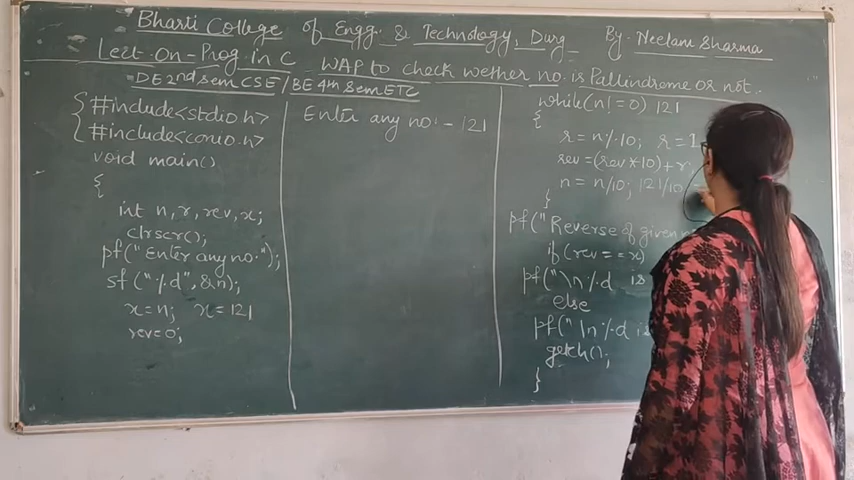 Bharti College of Engg. & Technology, Durg By- Neelam Sharma
Lect-On-Prog. in C WAP to check wether no. is Pallindrome or not.
DE 2nd sem CSE / BE 4th Sem ETC
#include<stdio.h>
#include<conio.h>
void main()
{
int n, r, rev, x;
clrscr();
pf("Enter any no.");
sf("%d",&n);
x=n; x=121
rev=0;
Enter any no:- 121
while(n!=0) 121
{
r=n%10; r=1
rev=(rev*10)+r
n=n/10; 121/10
}
pf("Reverse of given
if(rev==x)
pf("\n%d is
else
pf("\n%d is
getch();
}